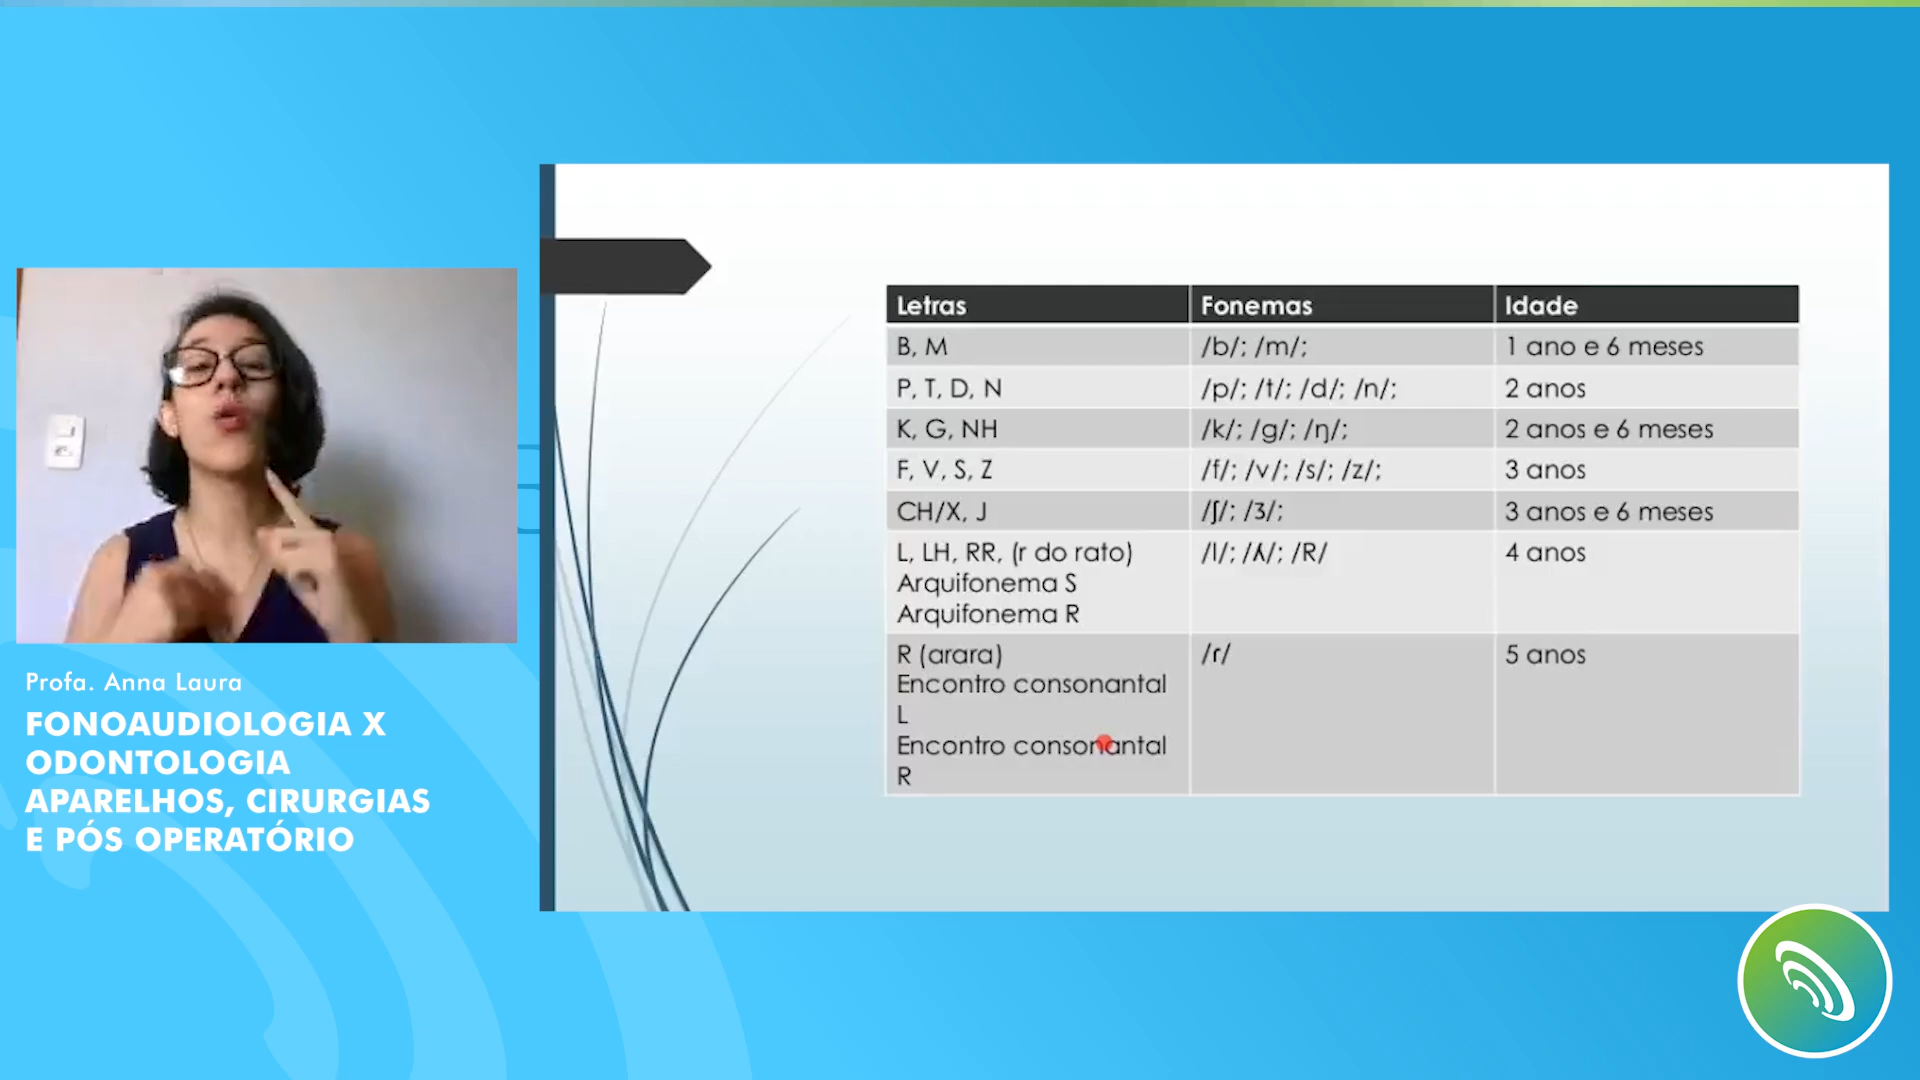 Profa. Anna Laura
FONOAUDIOLOGIA X
ODONTOLOGIA
APARELHOS, CIRURGIAS
E PÓS OPERATÓRIO
Letras Fonemas Idade
B, M /b/; /m/; 1 ano e 6 meses
P, T, D, N /p/; /t/; /d/; /n/; 2 anos
K, G, NH /k/; /g/; /ŋ/; 2 anos e 6 meses
F, V, S, Z /f/; /v/; /s/; /z/; 3 anos
CH/X, J /ʃ/; /ʒ/; 3 anos e 6 meses
L, LH, RR, (r do rato) /l/; /ʎ/; /R/ 4 anos
Arquifonema S
Arquifonema R
R (arara) /ɾ/ 5 anos
Encontro consonantal
L
Encontro consonantal
R